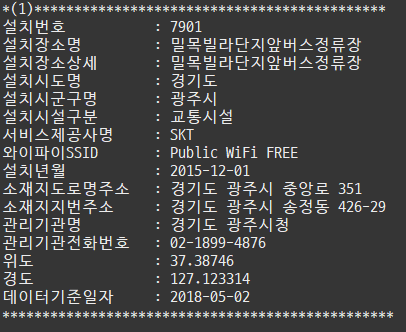 *(1)********************************************
설치번호 : 7901
설치장소명 : 밀목빌라단지앞버스정류장
설치장소상세 : 밀목빌라단지앞버스정류장
설치시도명 : 경기도
설치시군구명 : 광주시
설치시설구분 : 교통시설
서비스제공사명 : SKT
와이파이SSID : Public WiFi FREE
설치년월 : 2015-12-01
소재지도로명주소 : 경기도 광주시 중앙로 351
소재지지번주소 : 경기도 광주시 송정동 426-29
관리기관명 : 경기도 광주시청
관리기관전화번호 : 02-1899-4876
위도 : 37.38746
경도 : 127.123314
데이터기준일자 : 2018-05-02
*************************************************